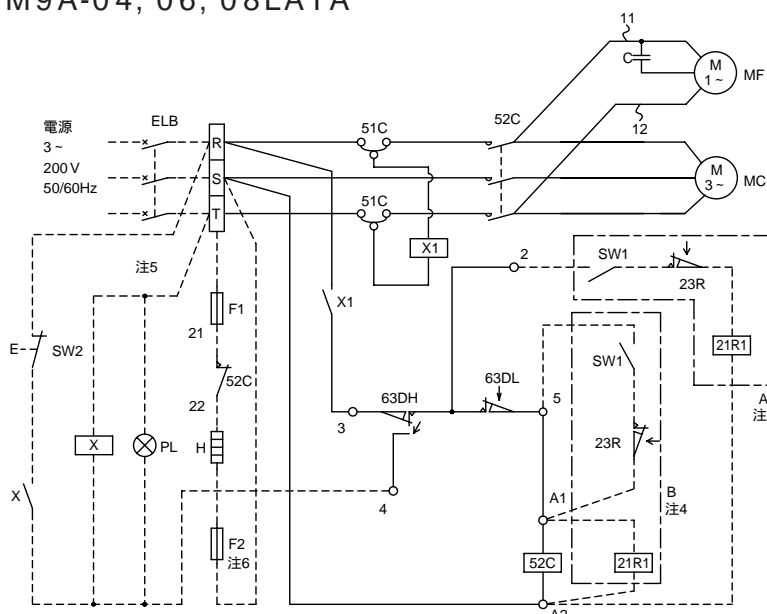 M9A-04, 06, 08LATA
11
C
M
1~
MF
12
電源
3~
200V
50/60Hz
ELB
R
S
T
51C
51C
52C
M
3~
MC
X1
2
SW1
23R
21R1
A
注
注5
F1
21
X1
E
SW2
52C
22
63DH
63DL
5
SW1
3
23R
X
PL
H
X
4
A1
B
注4
F2
注6
52C
21R1
A2